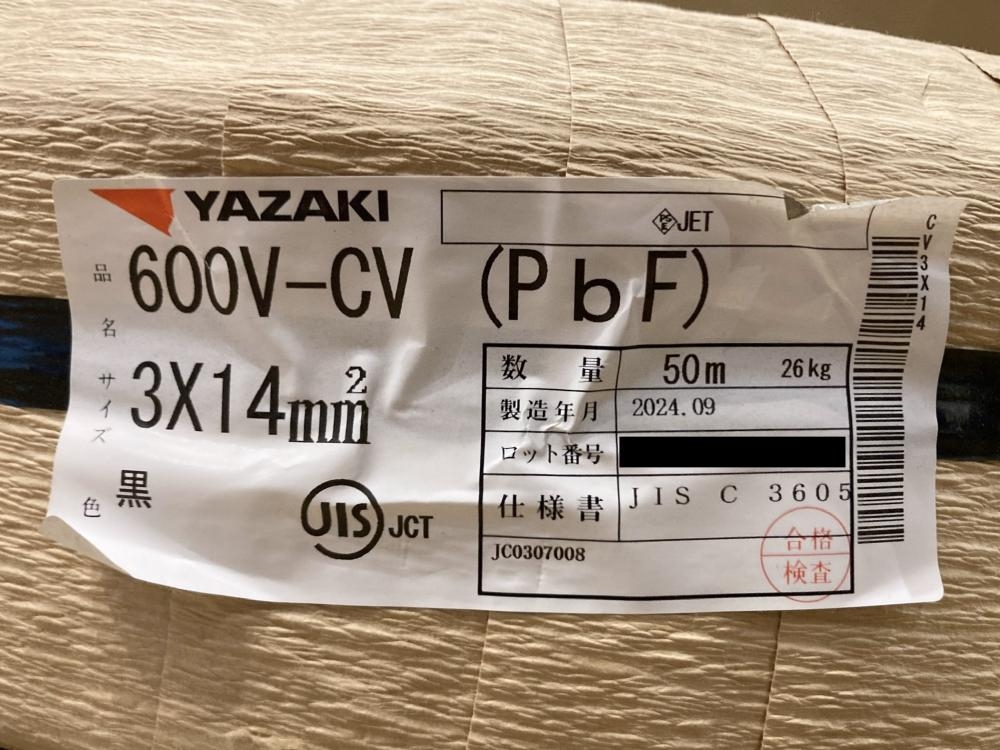 YAZAKI
PSE JET
品名 600V-CV (PbF)
サイズ 3X14mm²
色 黒
JIS JCT
数量 50m 26kg
製造年月 2024.09
ロット番号
仕様書 JIS C 3605
JC0307008
合格
検査
CV3X14